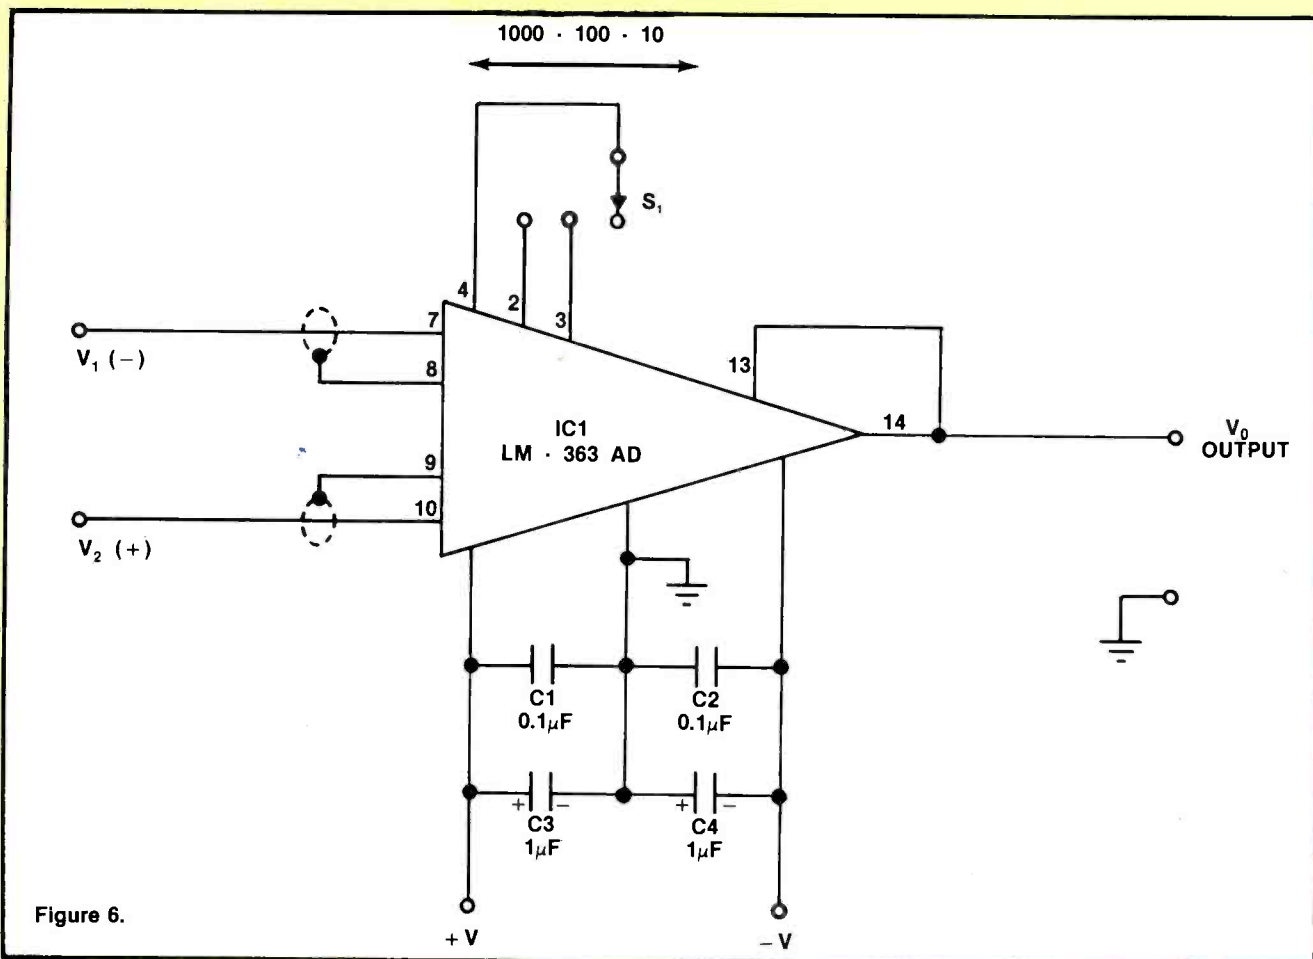 1000 · 100 · 10
S₁
4
2
3
7
V₁ (−)
8
13
14
V₀
OUTPUT
IC1
LM · 363 AD
9
10
V₂ (+)
C1
0.1μF
C2
0.1μF
+ −
C3
1μF
+ −
C4
1μF
Figure 6.
+ V
− V